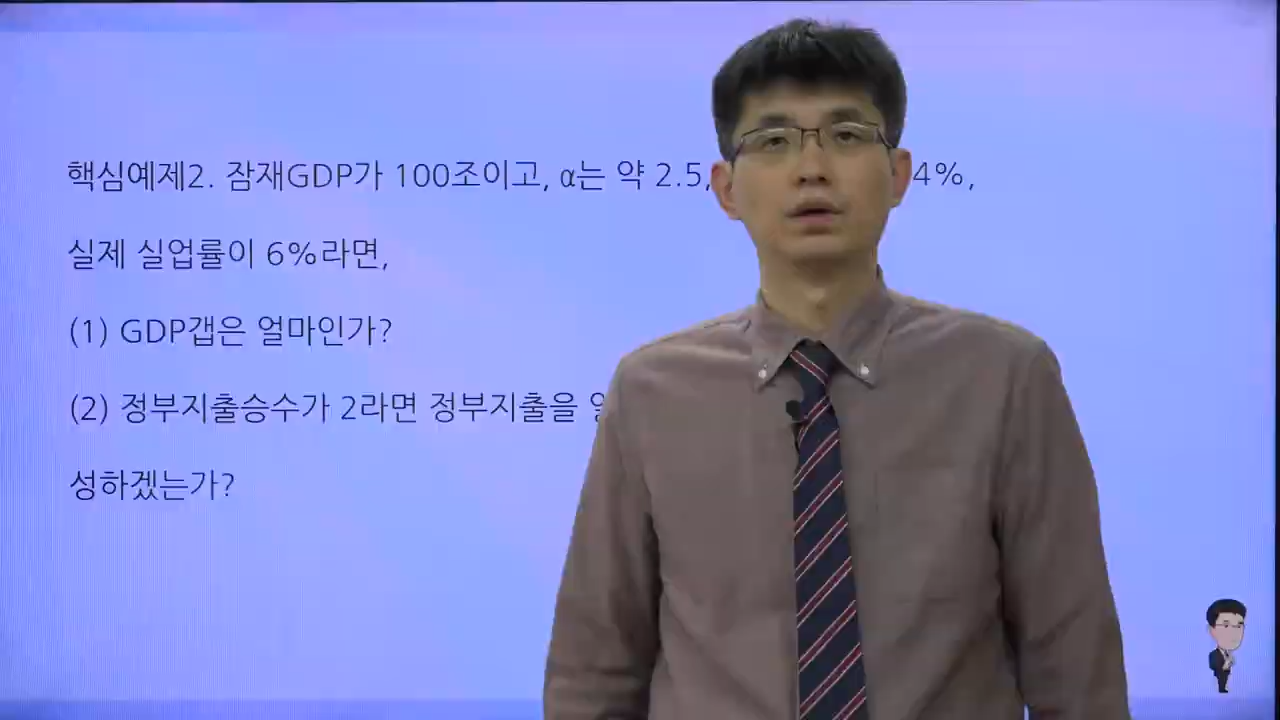 핵심예제2. 잠재GDP가 100조이고, α는 약 2.5, 4%,
실제 실업률이 6%라면,
(1) GDP갭은 얼마인가?
(2) 정부지출승수가 2라면 정부지출을
성하겠는가?